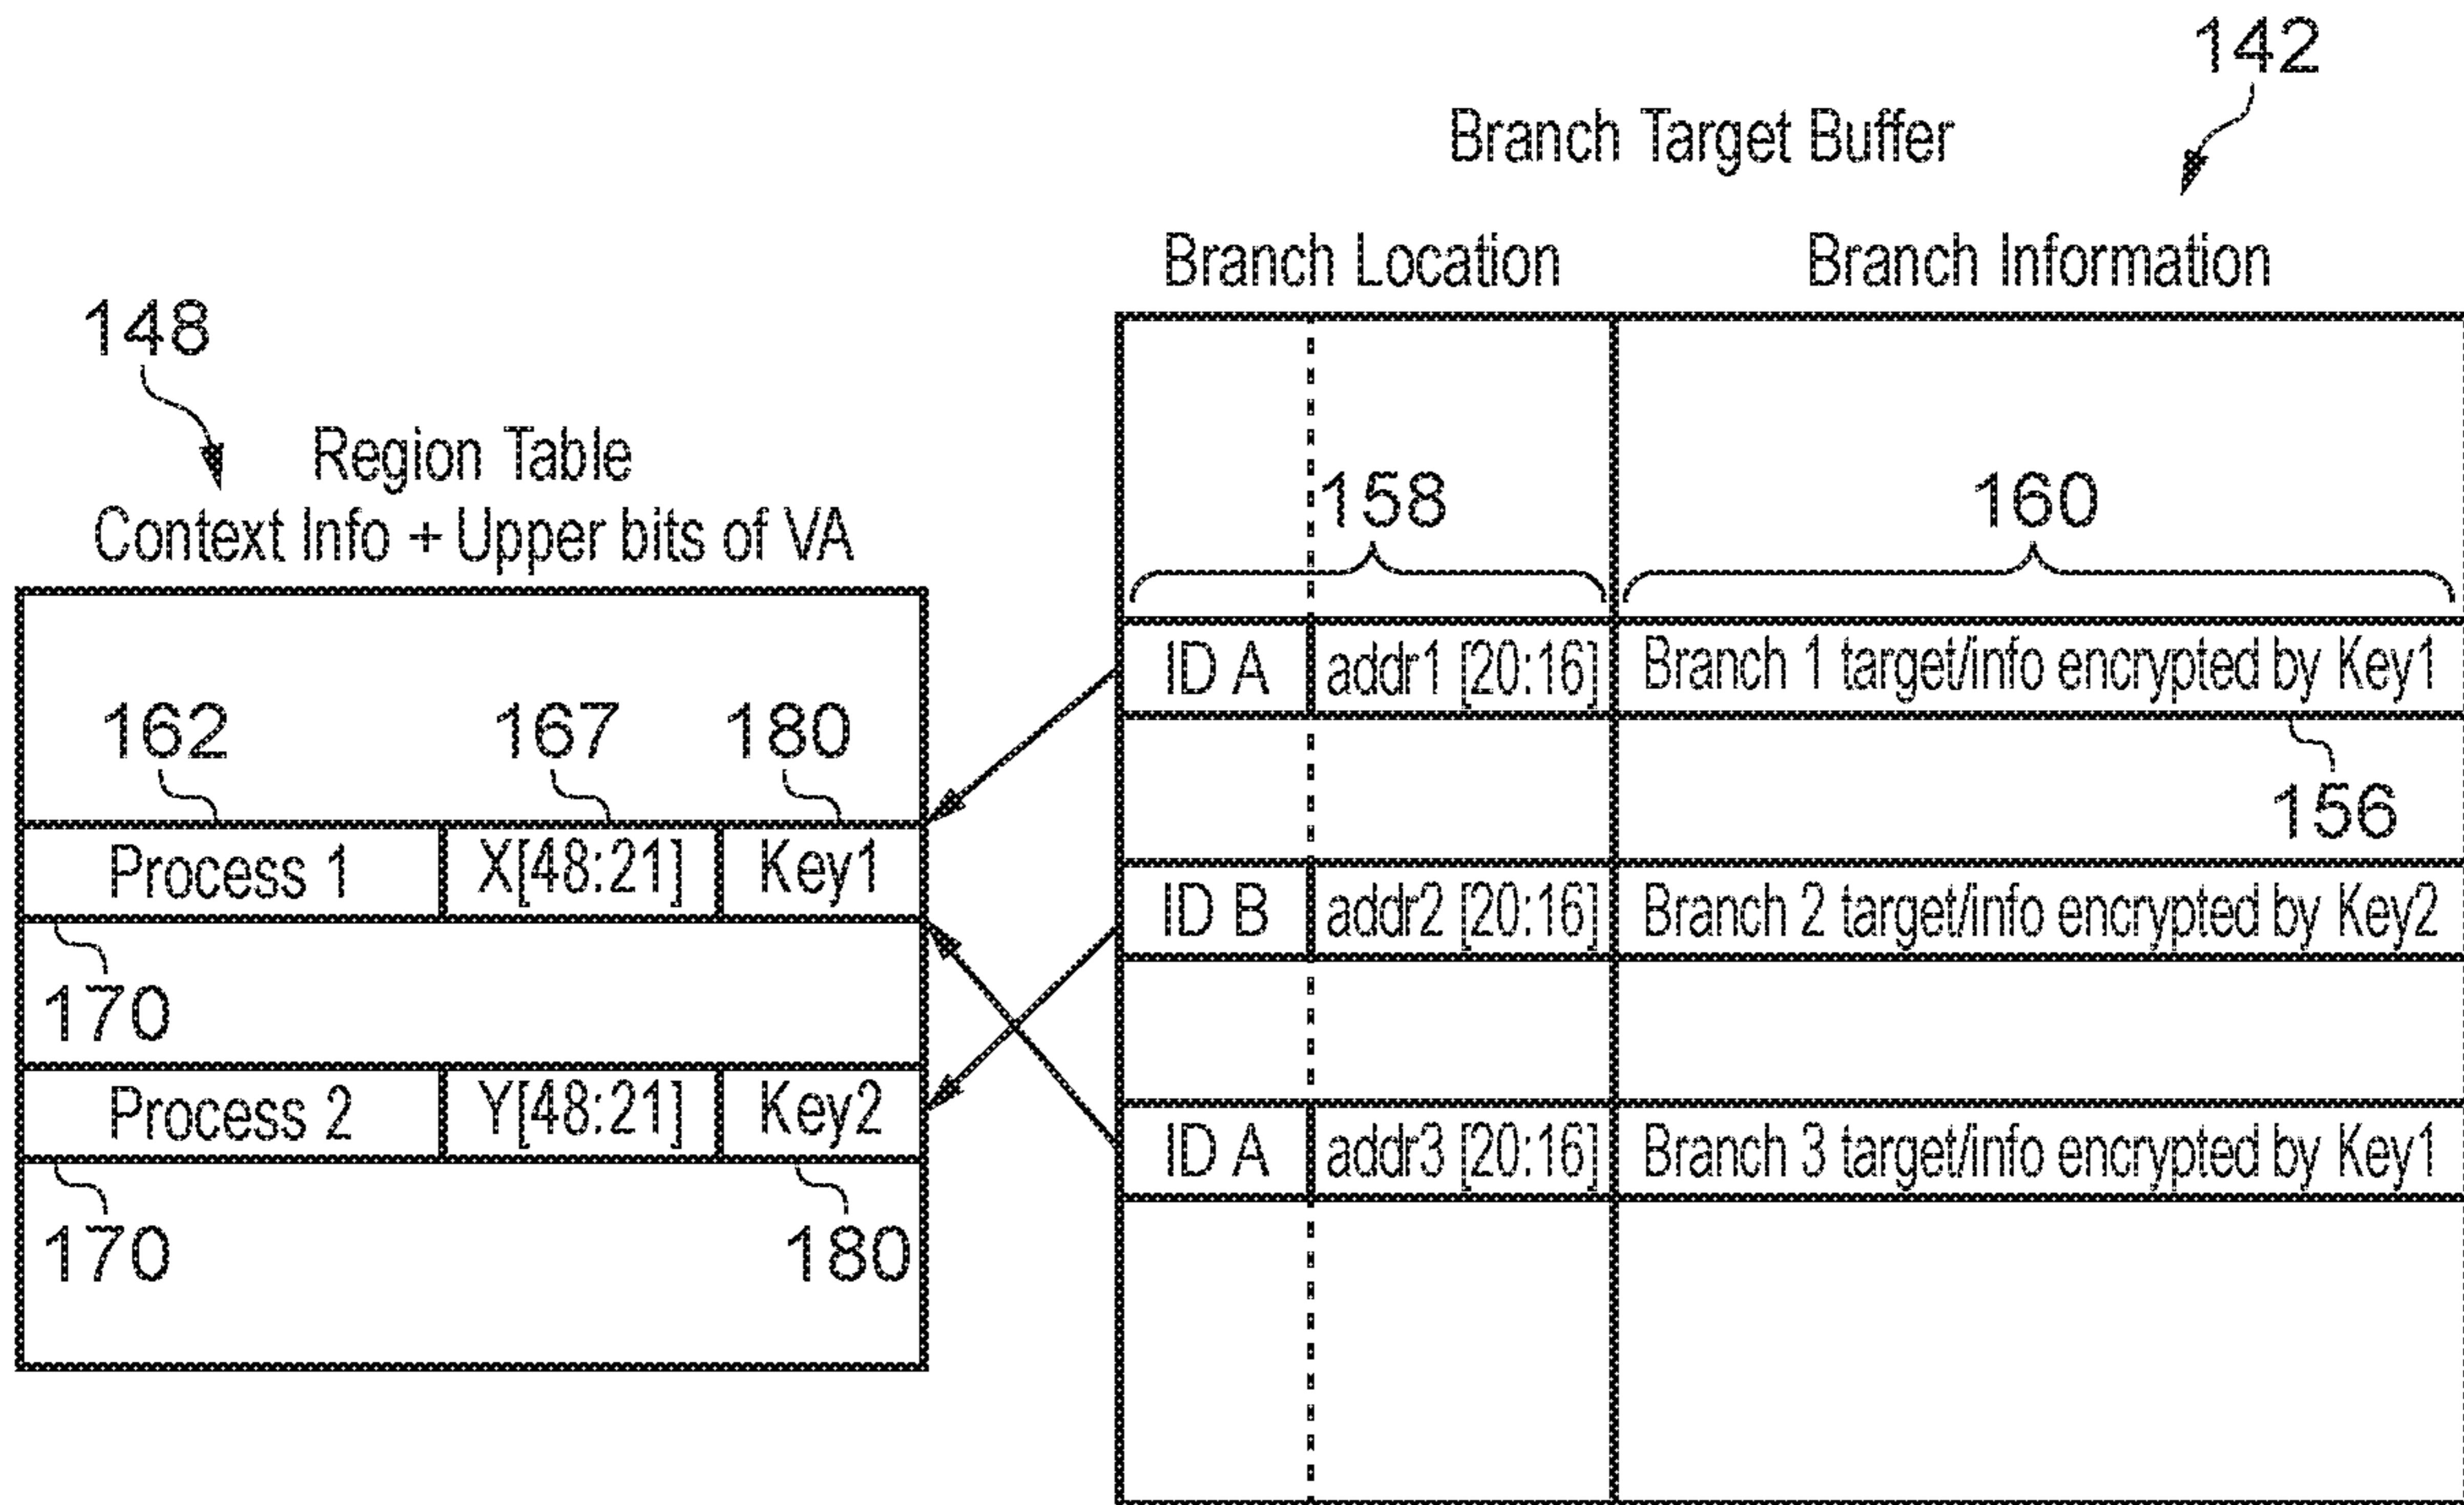 142
Branch Target Buffer
Branch Location Branch Information
148
Region Table
Context Info + Upper bits of VA
158 160
ID A addr1 [20:16] Branch 1 target/info encrypted by Key1
162 167 180
156
Process 1 X[48:21] Key1
ID B addr2 [20:16] Branch 2 target/info encrypted by Key2
170
Process 2 Y[48:21] Key2
ID A addr3 [20:16] Branch 3 target/info encrypted by Key1
170 180